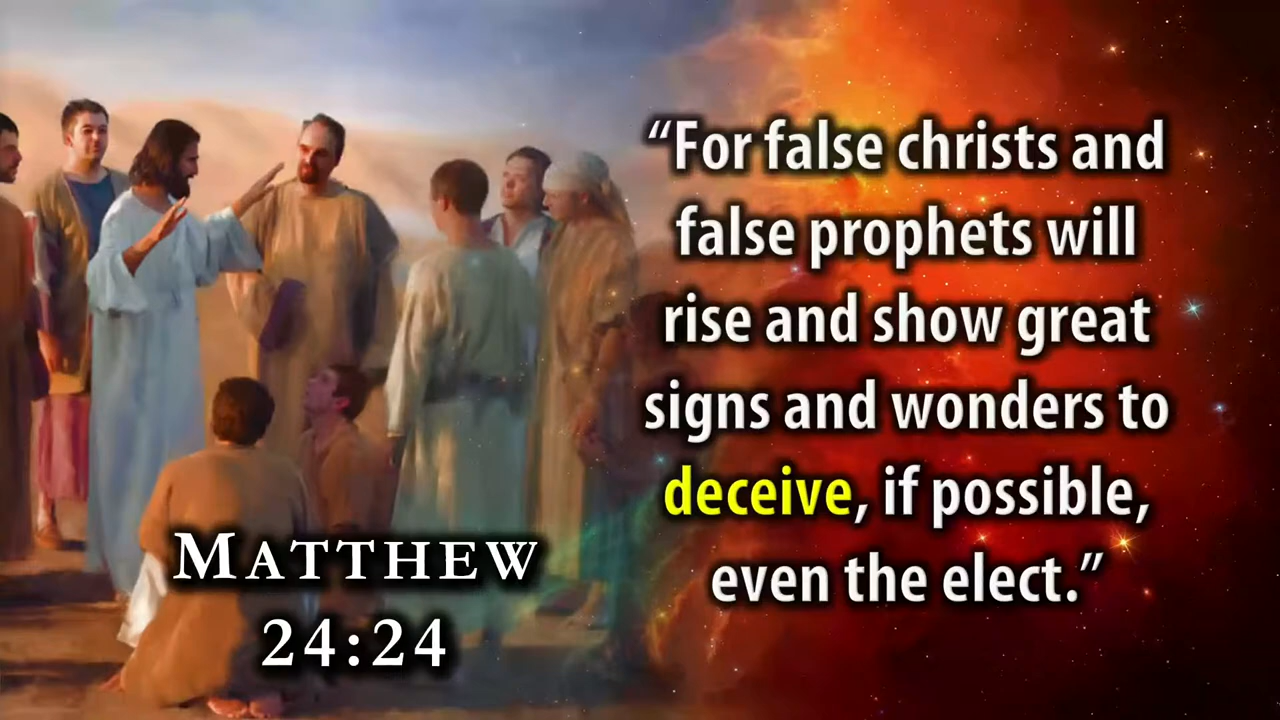 “For false christs and
false prophets will
rise and show great
signs and wonders to
deceive, if possible,
even the elect.”
MATTHEW
24:24